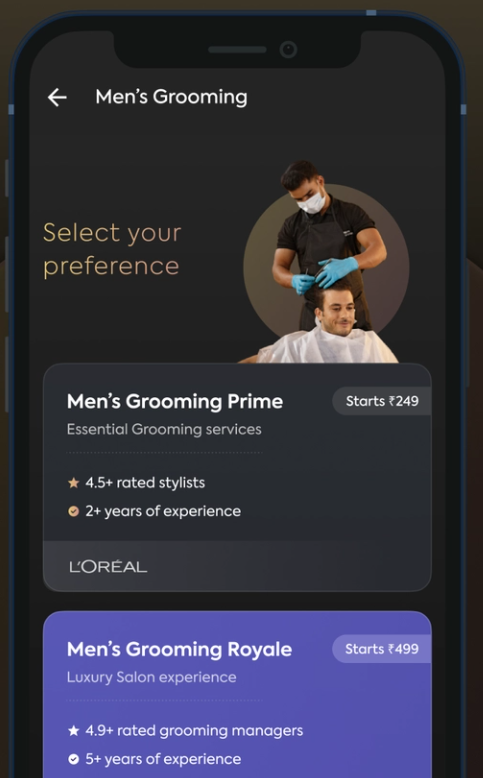 Men's Grooming
Select your
preference
Men's Grooming Prime
Starts ₹249
Essential Grooming services
4.5+ rated stylists
2+ years of experience
L'ORÉAL
Men's Grooming Royale
Starts ₹499
Luxury Salon experience
4.9+ rated grooming managers
5+ years of experience